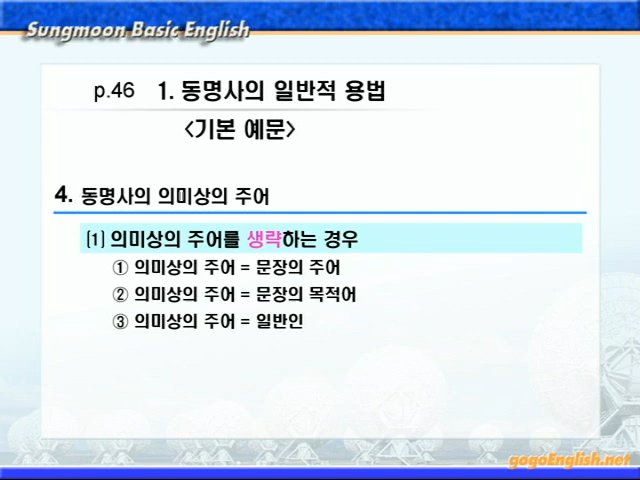 Sungmoon Basic English
p.46 1. 동명사의 일반적 용법
<기본 예문>
4. 동명사의 의미상의 주어
(1) 의미상의 주어를 생략하는 경우
① 의미상의 주어 = 문장의 주어
② 의미상의 주어 = 문장의 목적어
③ 의미상의 주어 = 일반인
gogoEnglish.net